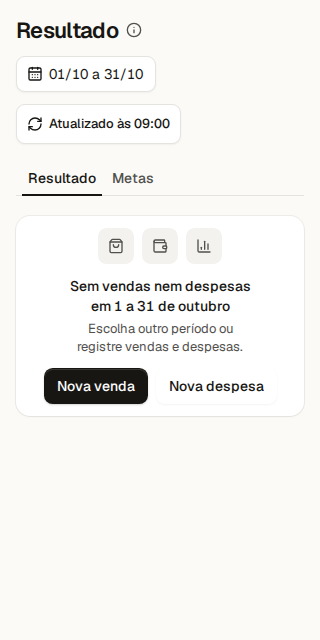 Resultado
01/10 a 31/10
Atualizado às 09:00
Resultado Metas
Sem vendas nem despesas
em 1 a 31 de outubro
Escolha outro período ou
registre vendas e despesas.
Nova venda Nova despesa